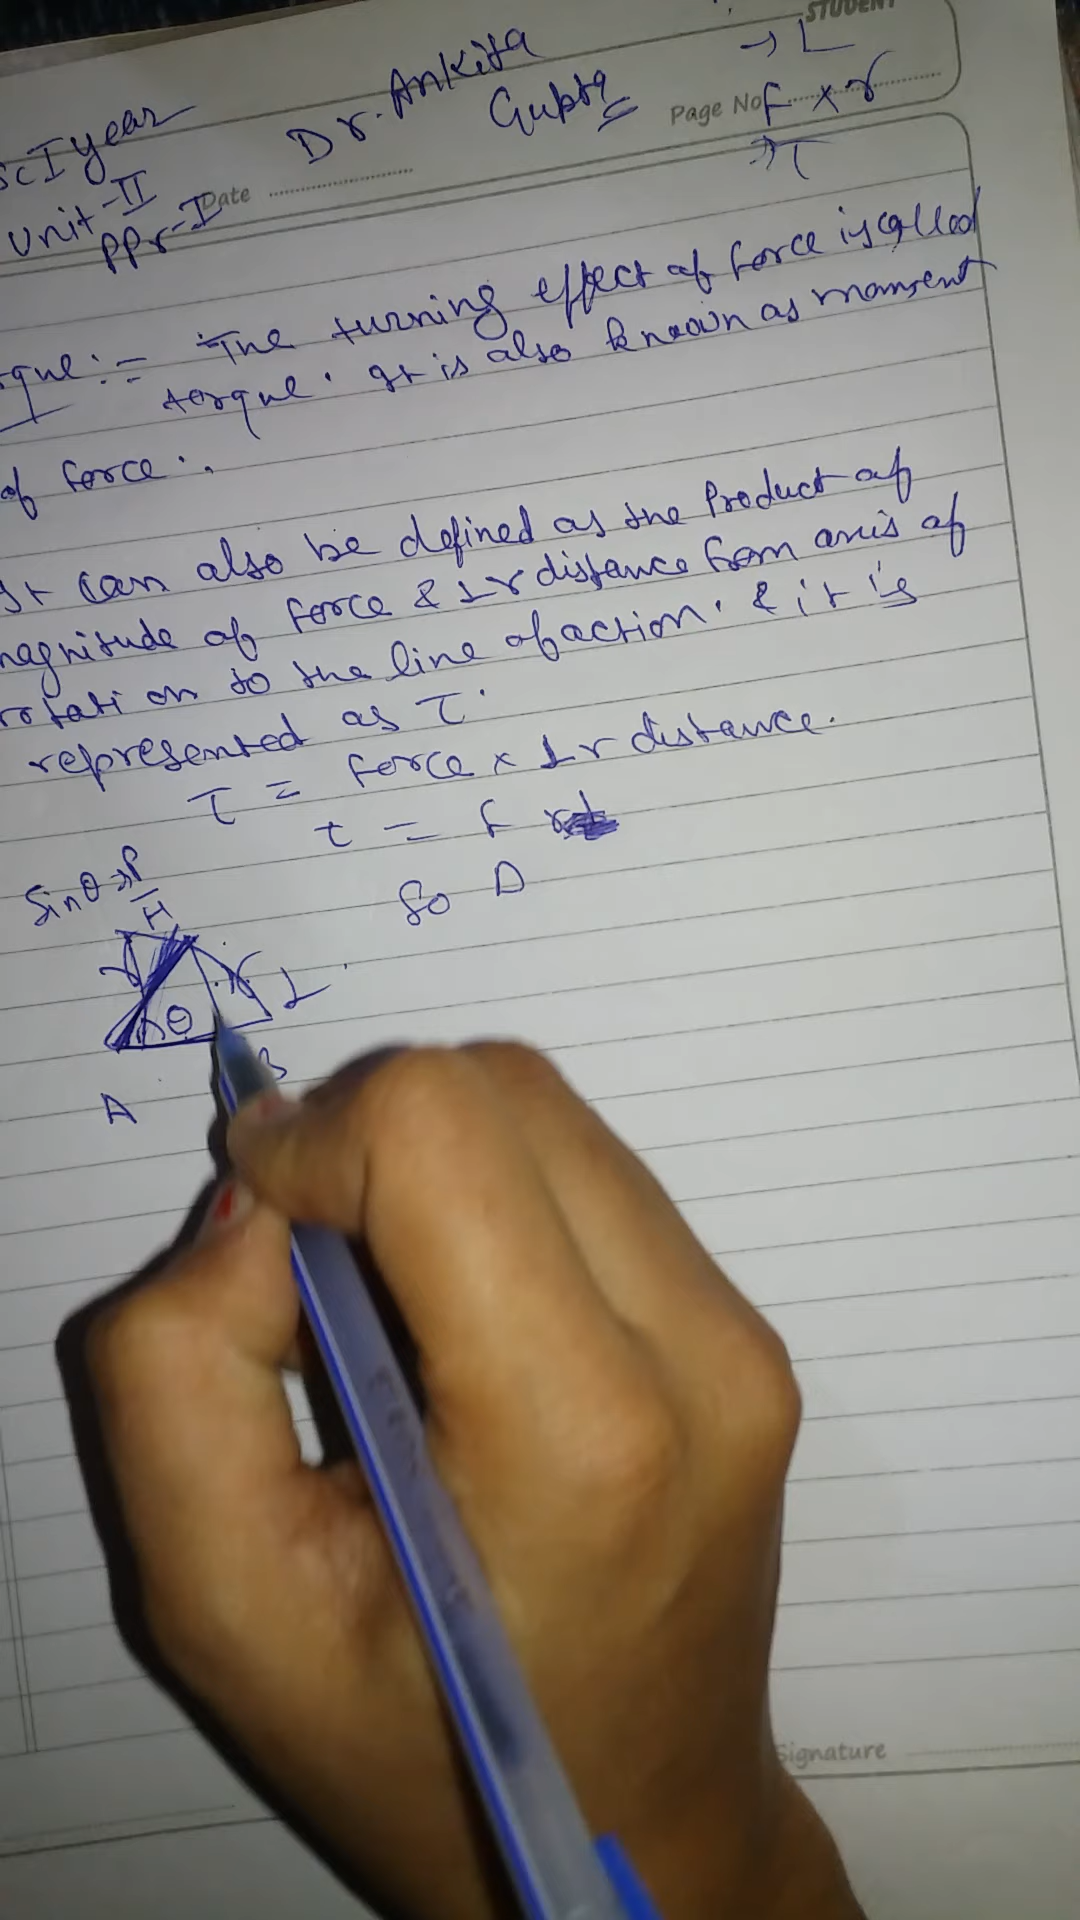 STUDENT
→ L
Sc I year
Dr. Ankita
Gupta
Page No. F x r
→ τ
Unit-II
PPr-I
Date
rque :- The turning effect of force is called
torque. It is also known as moment
of force :.
It can also be defined as the Product of
magnitude of force & ⊥r distance from axis of
rotation to the line of action. & it is
represented as τ.
τ = force x ⊥r distance.
τ = F r
Sinθ → P/H
So Δ
r
⊥
θ
A
B
Signature